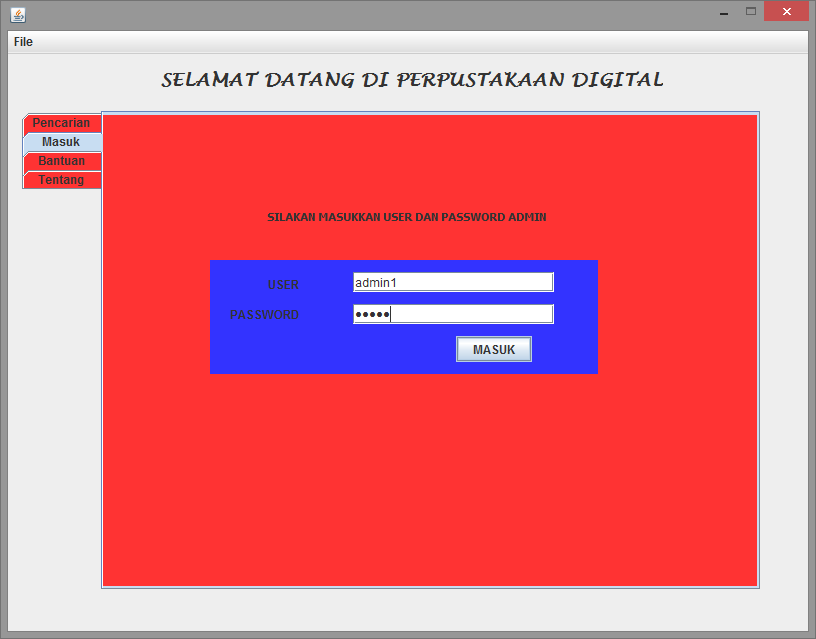 File
SELAMAT DATANG DI PERPUSTAKAAN DIGITAL
Pencarian
Masuk
Bantuan
Tentang
SILAKAN MASUKKAN USER DAN PASSWORD ADMIN
USER admin1
PASSWORD •••••
MASUK